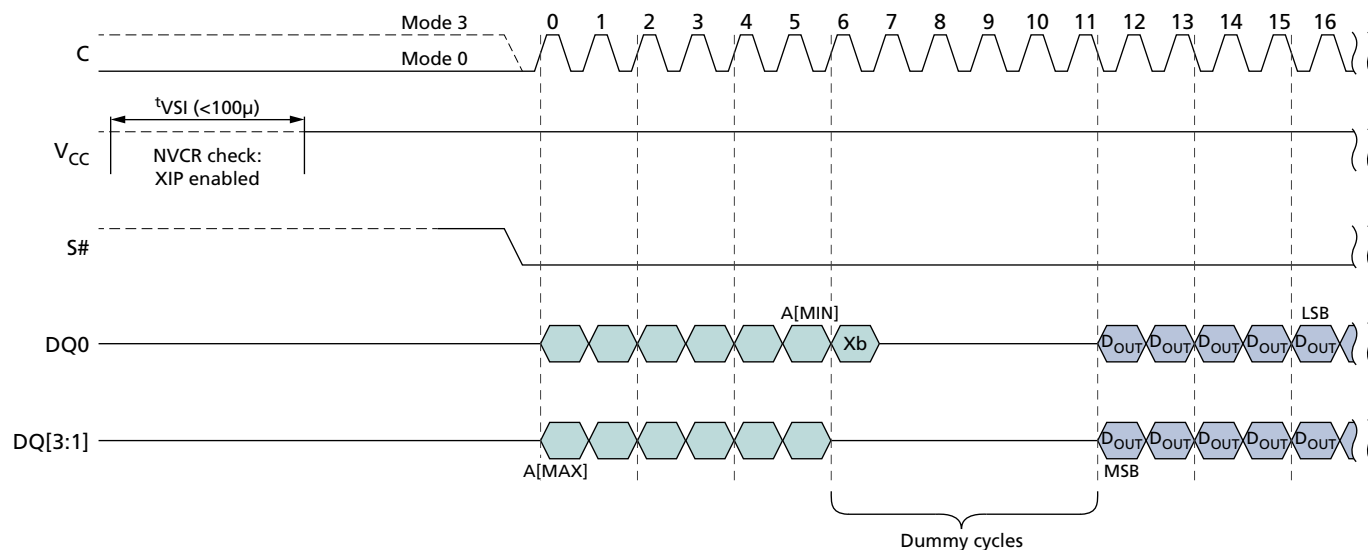 Mode 3
0 1 2 3 4 5 6 7 8 9 10 11 12 13 14 15 16
C
Mode 0
tVSI (<100µ)
VCC
NVCR check:
XIP enabled
S#
A[MIN]
LSB
DQ0
Xb
DOUT DOUT DOUT DOUT DOUT
DQ[3:1]
DOUT DOUT DOUT DOUT DOUT
A[MAX]
MSB
Dummy cycles